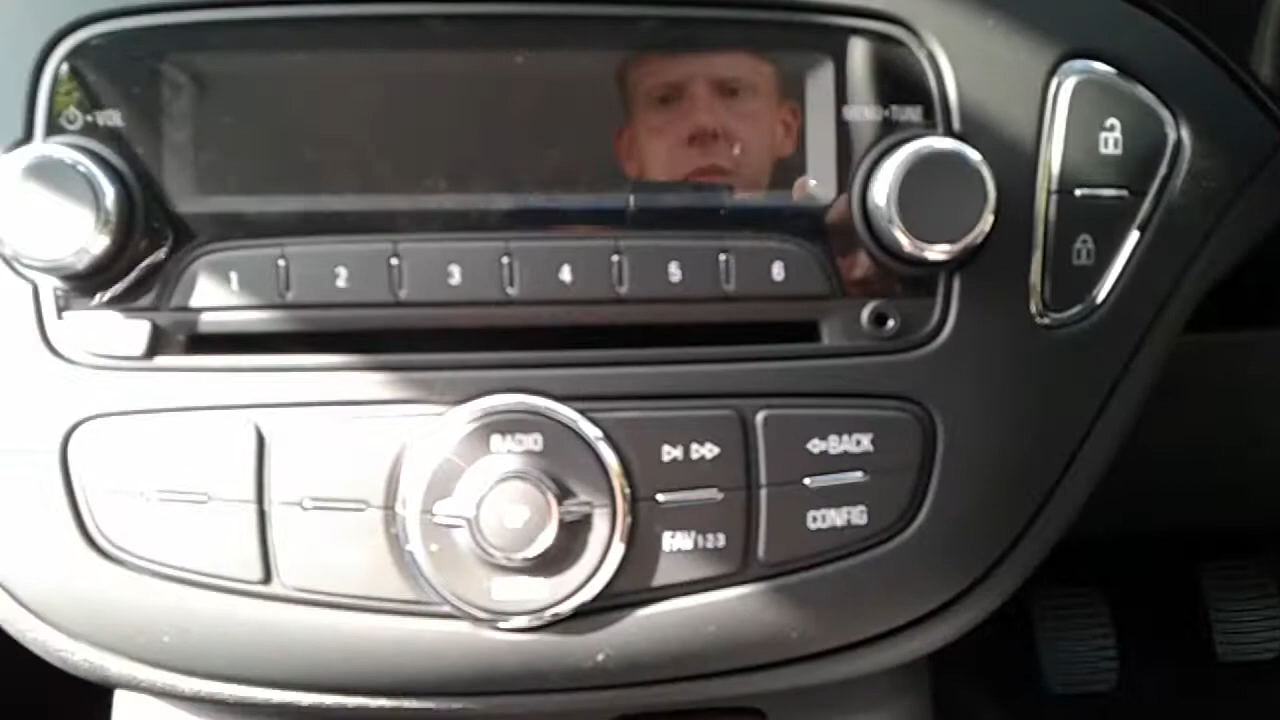 VOL
MENU•TUNE
1 2 3 4 5 6
RADIO
BACK
CONFIG
FAV 1-2-3